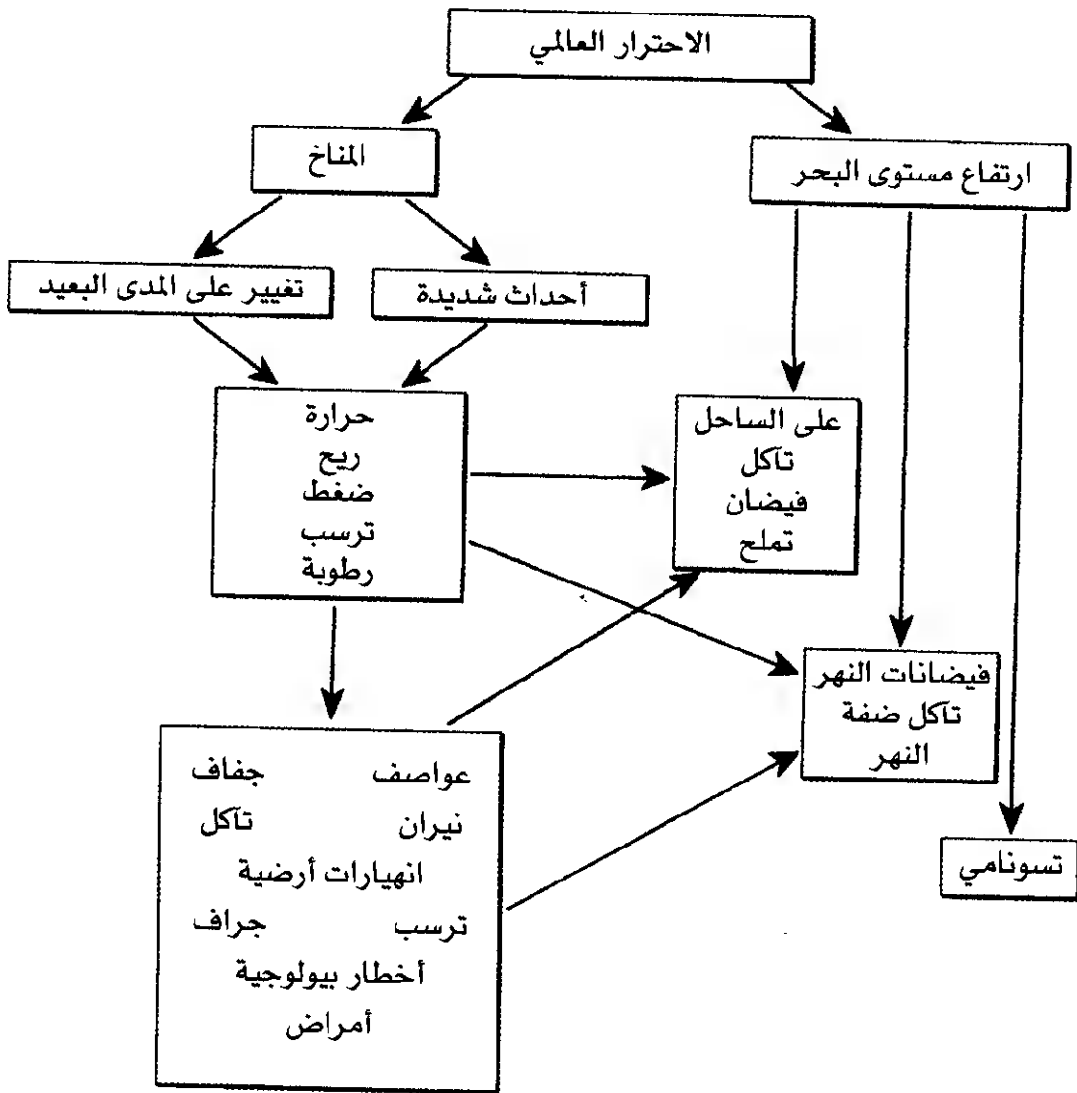 الاحترار العالمي
المناخ
ارتفاع مستوى البحر
تغيير على المدى البعيد
أحداث شديدة
حرارة
ريح
ضغط
ترسب
رطوبة
على الساحل
تآكل
فيضان
تملح
فيضانات النهر
تآكل ضفة
النهر
تسونامي
عواصف جفاف
نيران تآكل
انهيارات أرضية
ترسب جراف
أخطار بيولوجية
أمراض